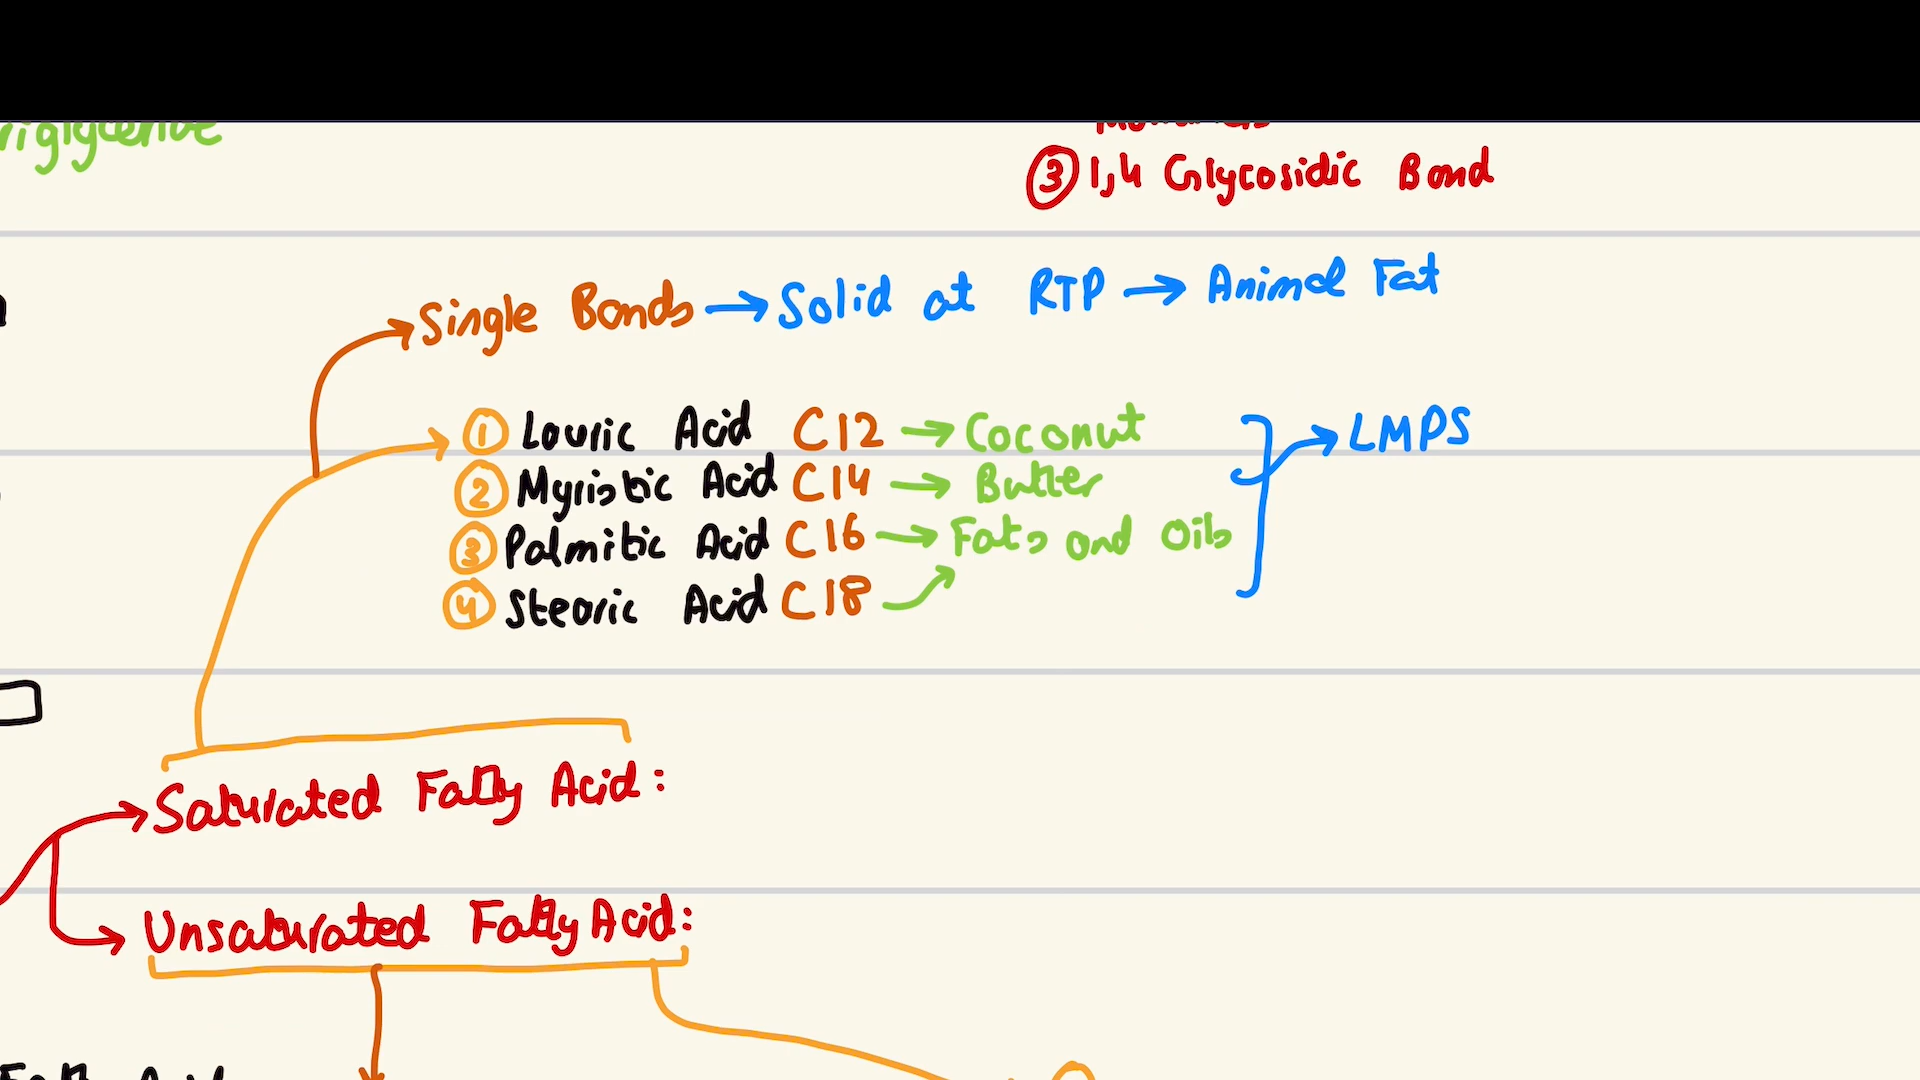 ③ 1,4 Glycosidic Bond
Single Bonds → Solid at RTP → Animal Fat
① Lauric Acid C12 → Coconut
② Myristic Acid C14 → Butter
③ Palmitic Acid C16 → Fats and Oils
④ Stearic Acid C18
LMPS
Saturated Fatty Acid:
Unsaturated Fatty Acid: